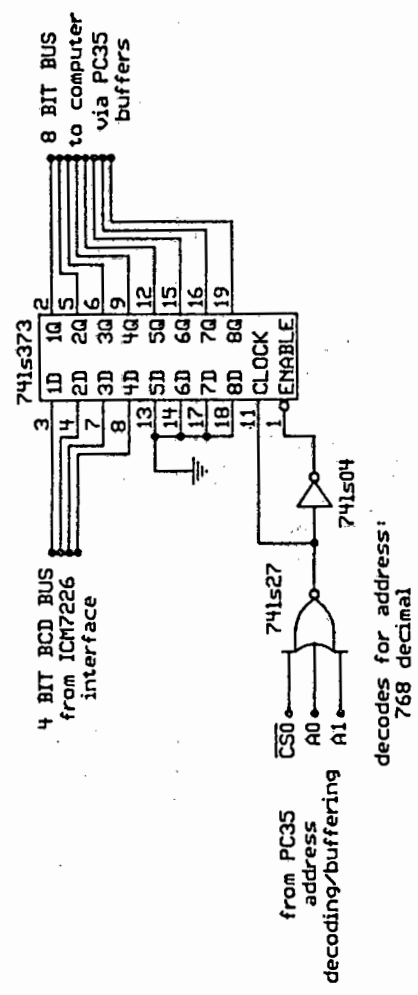 4 BIT BCD BUS
from ICM7226
interface
8 BIT BUS
to computer
via PC35
buffers
74ls373
3 1D 1Q 2
4 2D 2Q 5
7 3D 3Q 6
8 4D 4Q 9
13 5D 5Q 12
14 6D 6Q 15
17 7D 7Q 16
18 8D 8Q 19
11 CLOCK
1 ENABLE
74ls27
74ls04
CS0
A0
A1
from PC35
address
decoding/buffering
decodes for address:
768 decimal